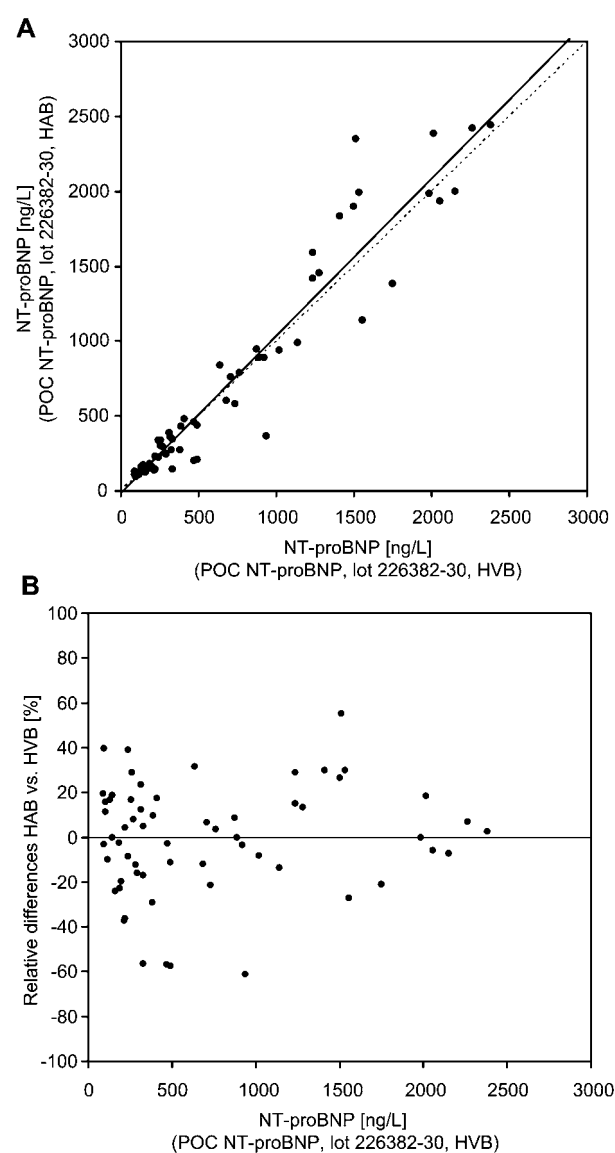 A
3000
2500
2000
1500
1000
500
0
NT-proBNP [ng/L]
(POC NT-proBNP, lot 226382-30, HAB)
0 500 1000 1500 2000 2500 3000
NT-proBNP [ng/L]
(POC NT-proBNP, lot 226382-30, HVB)
B
100
80
60
40
20
0
-20
-40
-60
-80
-100
Relative differences HAB vs. HVB [%]
0 500 1000 1500 2000 2500 3000
NT-proBNP [ng/L]
(POC NT-proBNP, lot 226382-30, HVB)